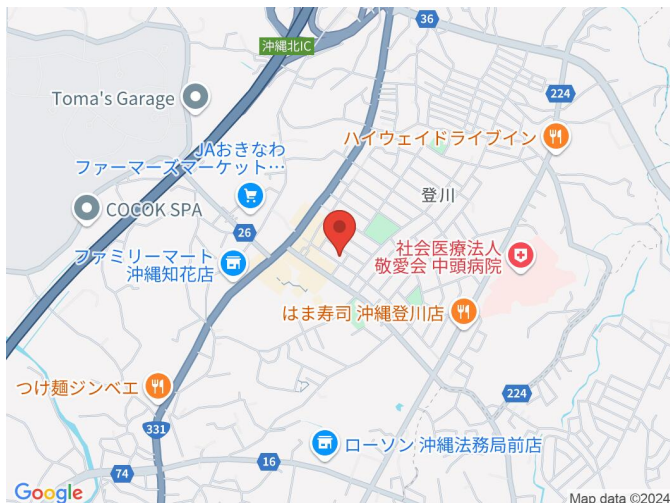 36
沖縄北IC
224
Toma's Garage
ハイウェイドライブイン
JAおきなわ
ファーマーズマーケット…
登川
COCOK SPA
26
ファミリーマート
沖縄知花店
社会医療法人
敬愛会 中頭病院
はま寿司 沖縄登川店
つけ麺ジンベエ
224
331
ローソン 沖縄法務局前店
16
74
Google
Map data ©2024